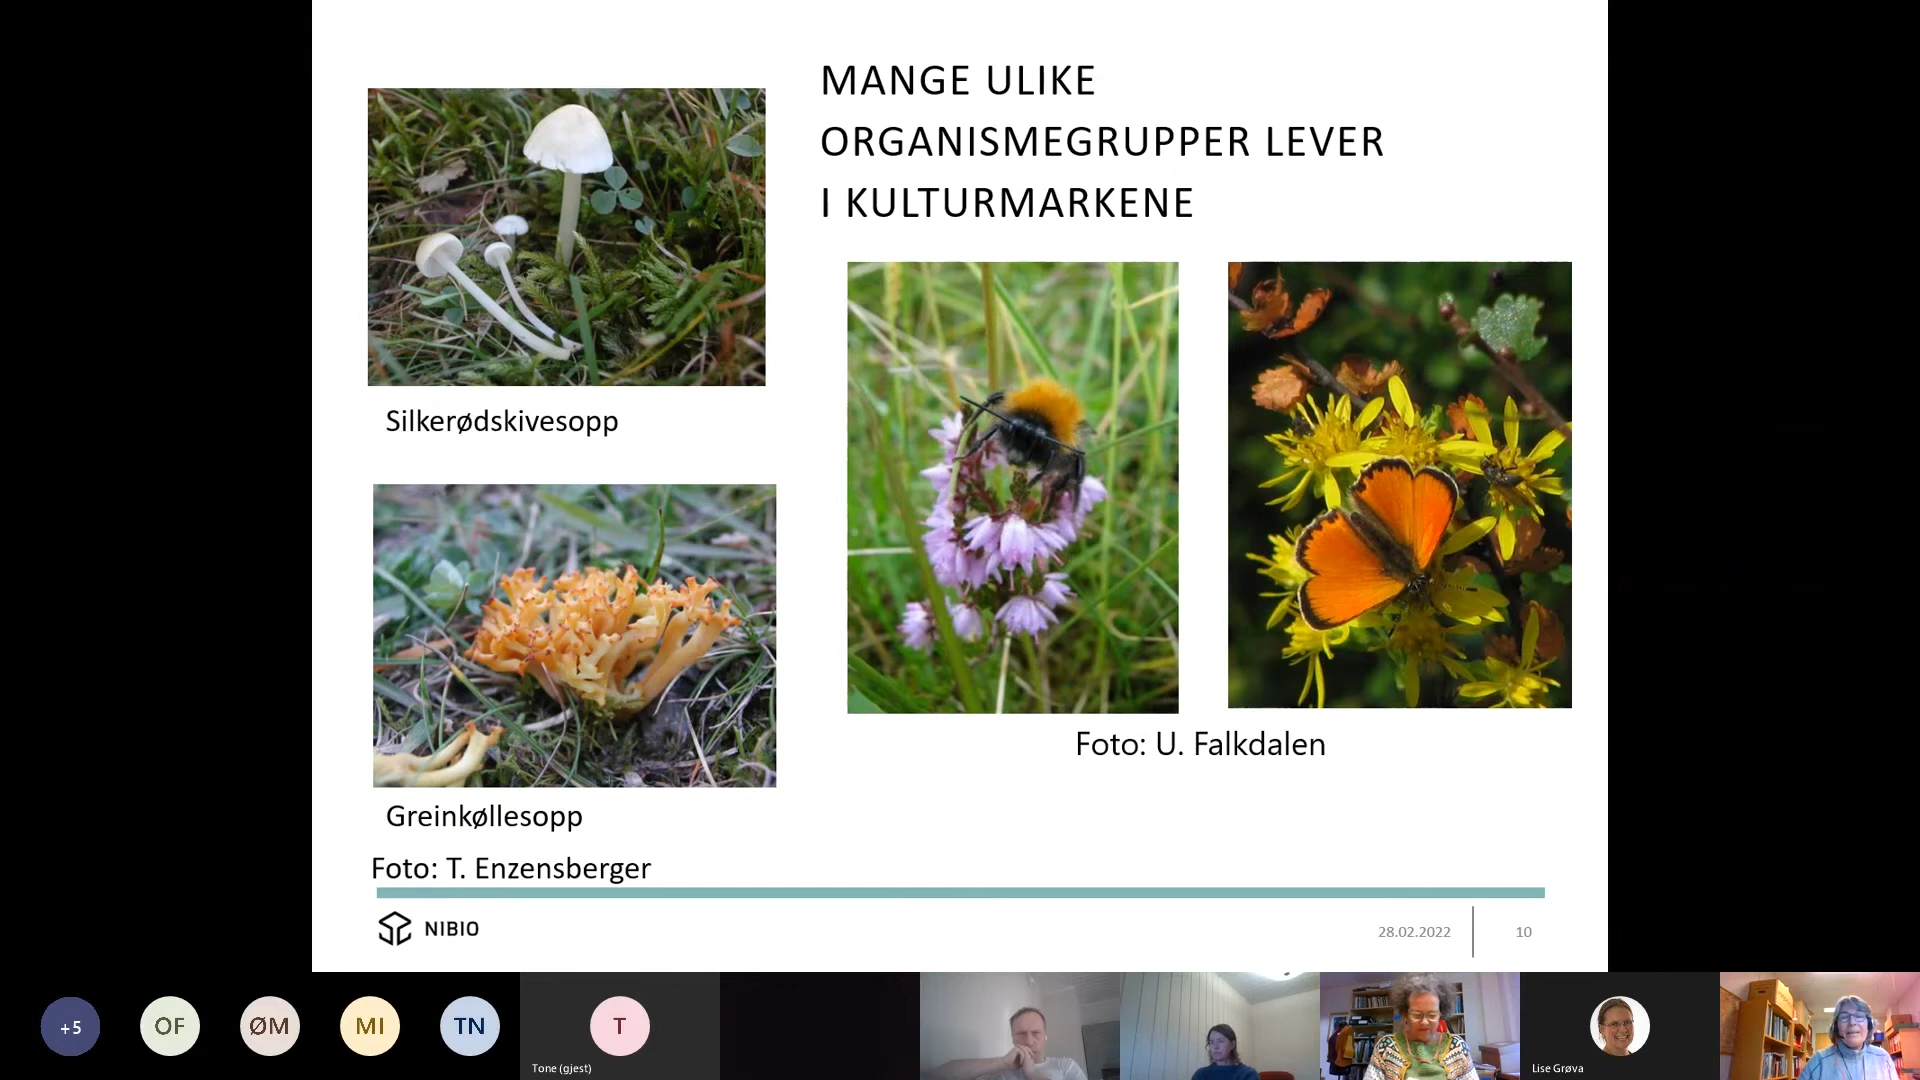 MANGE ULIKE
ORGANISMEGRUPPER LEVER
I KULTURMARKENE
Silkerødskivesopp
Greinkøllesopp
Foto: T. Enzensberger
Foto: U. Falkdalen
NIBIO
28.02.2022
10
+5
OF
ØM
MI
TN
T
Tone (gjest)
Lise Grøva